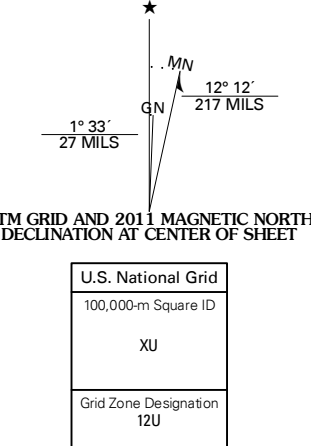 ★
MN
GN
12° 12´
217 MILS
1° 33´
27 MILS
TM GRID AND 2011 MAGNETIC NORTH
DECLINATION AT CENTER OF SHEET
U.S. National Grid
100,000-m Square ID
XU
Grid Zone Designation
12U